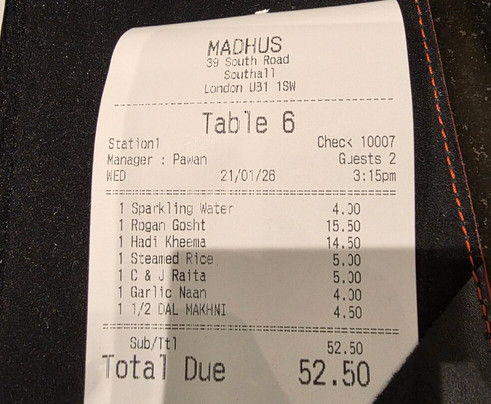 MADHUS
39 South Road
Southall
London UB1 1SW
Table 6
Station1 Check 10007
Manager : Pawan Guests 2
WED 21/01/26 3:15pm
1 Sparkling Water 4.00
1 Rogan Gosht 15.50
1 Hadi Kheema 14.50
1 Steamed Rice 5.00
1 C & J Raita 5.00
1 Garlic Naan 4.00
1 1/2 DAL MAKHNI 4.50
Sub/Ttl 52.50
Total Due 52.50